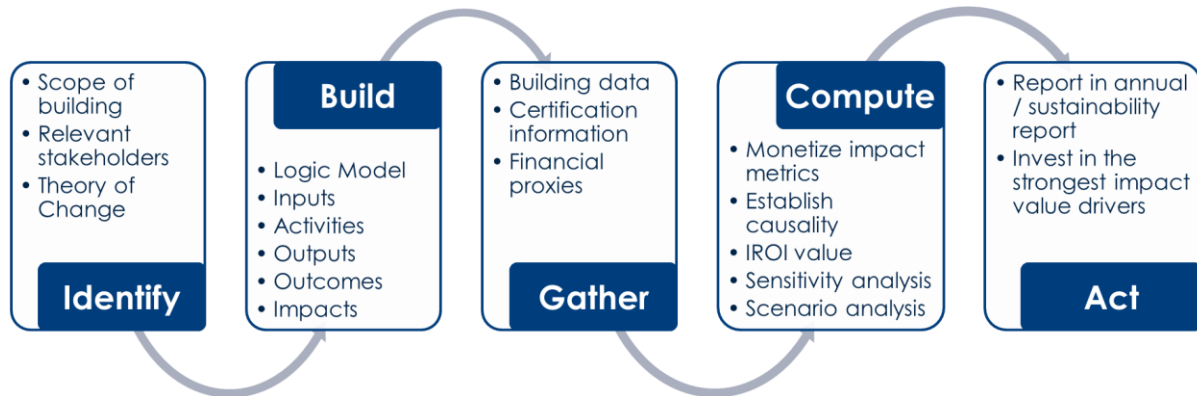 • Scope of
building
• Relevant
stakeholders
• Theory of
Change
Identify
Build
• Logic Model
• Inputs
• Activities
• Outputs
• Outcomes
• Impacts
• Building data
• Certification
information
• Financial
proxies
Gather
Compute
• Monetize impact
metrics
• Establish
causality
• IROI value
• Sensitivity analysis
• Scenario analysis
• Report in annual
/ sustainability
report
• Invest in the
strongest impact
value drivers
Act